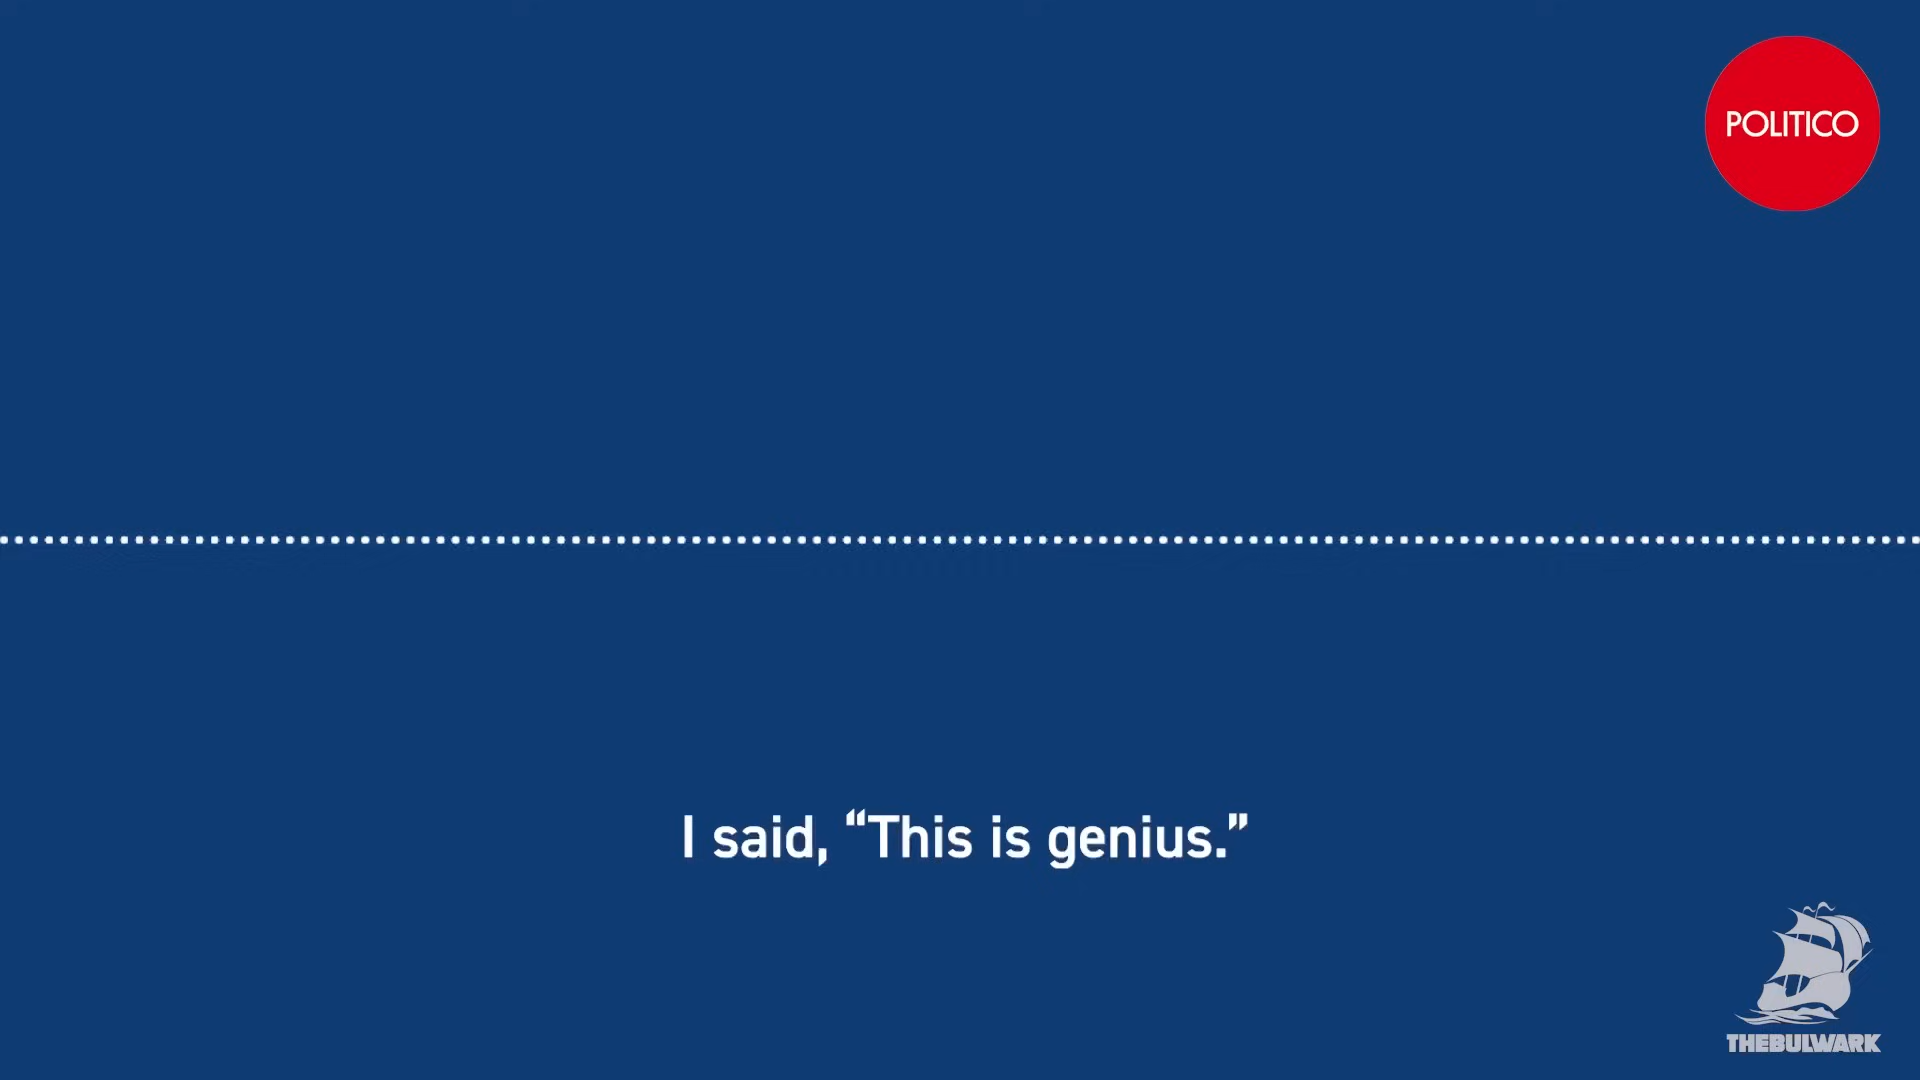 POLITICO
I said, “This is genius.”
THEBULWARK